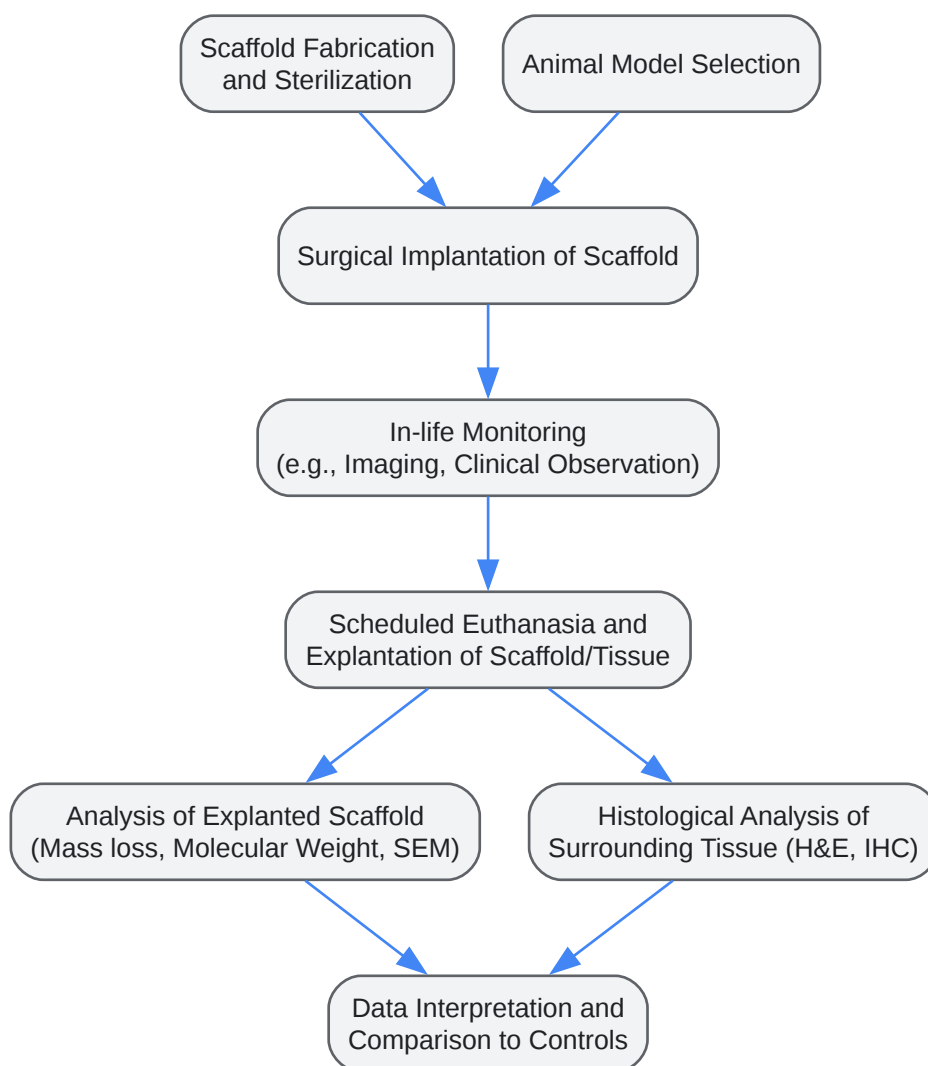 Scaffold Fabrication
and Sterilization
Animal Model Selection
Surgical Implantation of Scaffold
In-life Monitoring
(e.g., Imaging, Clinical Observation)
Scheduled Euthanasia and
Explantation of Scaffold/Tissue
Analysis of Explanted Scaffold
(Mass loss, Molecular Weight, SEM)
Histological Analysis of
Surrounding Tissue (H&E, IHC)
Data Interpretation and
Comparison to Controls